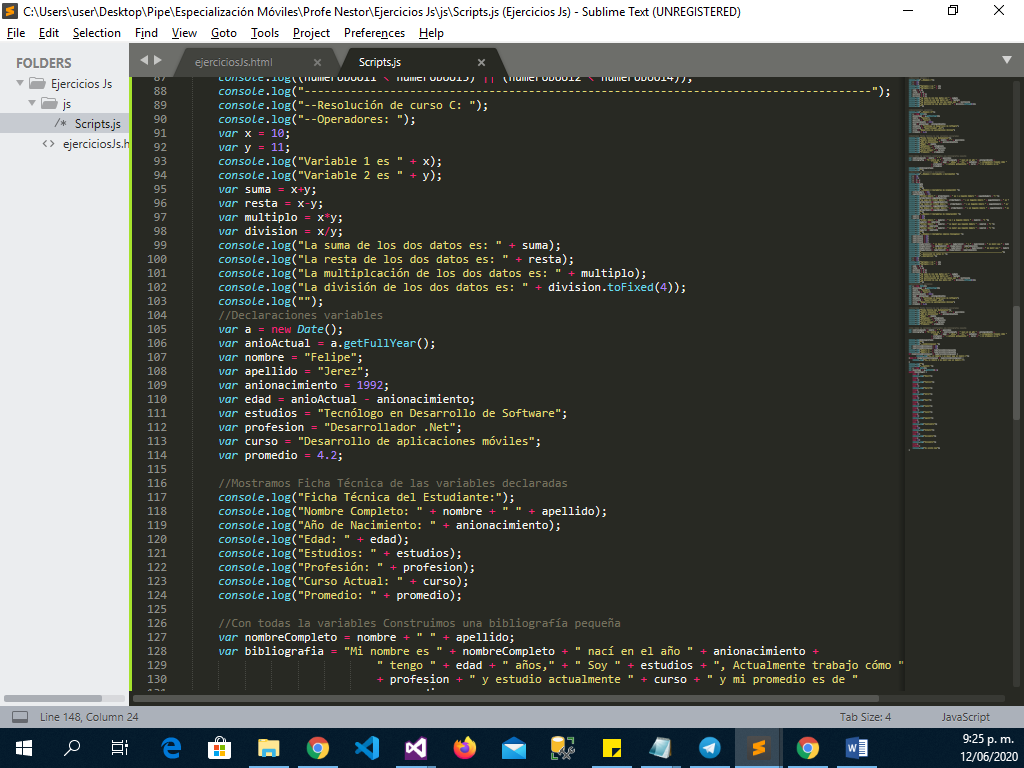 C:\Users\user\Desktop\Pipe\Especialización Móviles\Profe Nestor\Ejercicios Js\js\Scripts.js (Ejercicios Js) - Sublime Text (UNREGISTERED)
File Edit Selection Find View Goto Tools Project Preferences Help
FOLDERS
Ejercicios Js
js
/* Scripts.js
<> ejerciciosJs.h
ejerciciosJs.html × Scripts.js ×
87 console.log((numeroboo11 < numeroboo13) || (numeroboo12 < numeroboo14));
88 console.log("--------------------------------------------------------------------------------------");
89 console.log("--Resolución de curso C: ");
90 console.log("--Operadores: ");
91 var x = 10;
92 var y = 11;
93 console.log("Variable 1 es " + x);
94 console.log("Variable 2 es " + y);
95 var suma = x+y;
96 var resta = x-y;
97 var multiplo = x*y;
98 var division = x/y;
99 console.log("La suma de los dos datos es: " + suma);
100 console.log("La resta de los dos datos es: " + resta);
101 console.log("La multiplcación de los dos datos es: " + multiplo);
102 console.log("La división de los dos datos es: " + division.toFixed(4));
103 console.log("");
104 //Declaraciones variables
105 var a = new Date();
106 var anioActual = a.getFullYear();
107 var nombre = "Felipe";
108 var apellido = "Jerez";
109 var anionacimiento = 1992;
110 var edad = anioActual - anionacimiento;
111 var estudios = "Tecnólogo en Desarrollo de Software";
112 var profesion = "Desarrollador .Net";
113 var curso = "Desarrollo de aplicaciones móviles";
114 var promedio = 4.2;
115
116 //Mostramos Ficha Técnica de las variables declaradas
117 console.log("Ficha Técnica del Estudiante:");
118 console.log("Nombre Completo: " + nombre + " " + apellido);
119 console.log("Año de Nacimiento: " + anionacimiento);
120 console.log("Edad: " + edad);
121 console.log("Estudios: " + estudios);
122 console.log("Profesión: " + profesion);
123 console.log("Curso Actual: " + curso);
124 console.log("Promedio: " + promedio);
125
126 //Con todas la variables Construimos una bibliografía pequeña
127 var nombreCompleto = nombre + " " + apellido;
128 var bibliografia = "Mi nombre es " + nombreCompleto + " nací en el año " + anionacimiento +
129 " tengo " + edad + " años," + " Soy " + estudios + ", Actualmente trabajo cómo "
130 + profesion + " y estudio actualmente " + curso + " y mi promedio es de "
Line 148, Column 24
Tab Size: 4
JavaScript
9:25 p. m.
12/06/2020